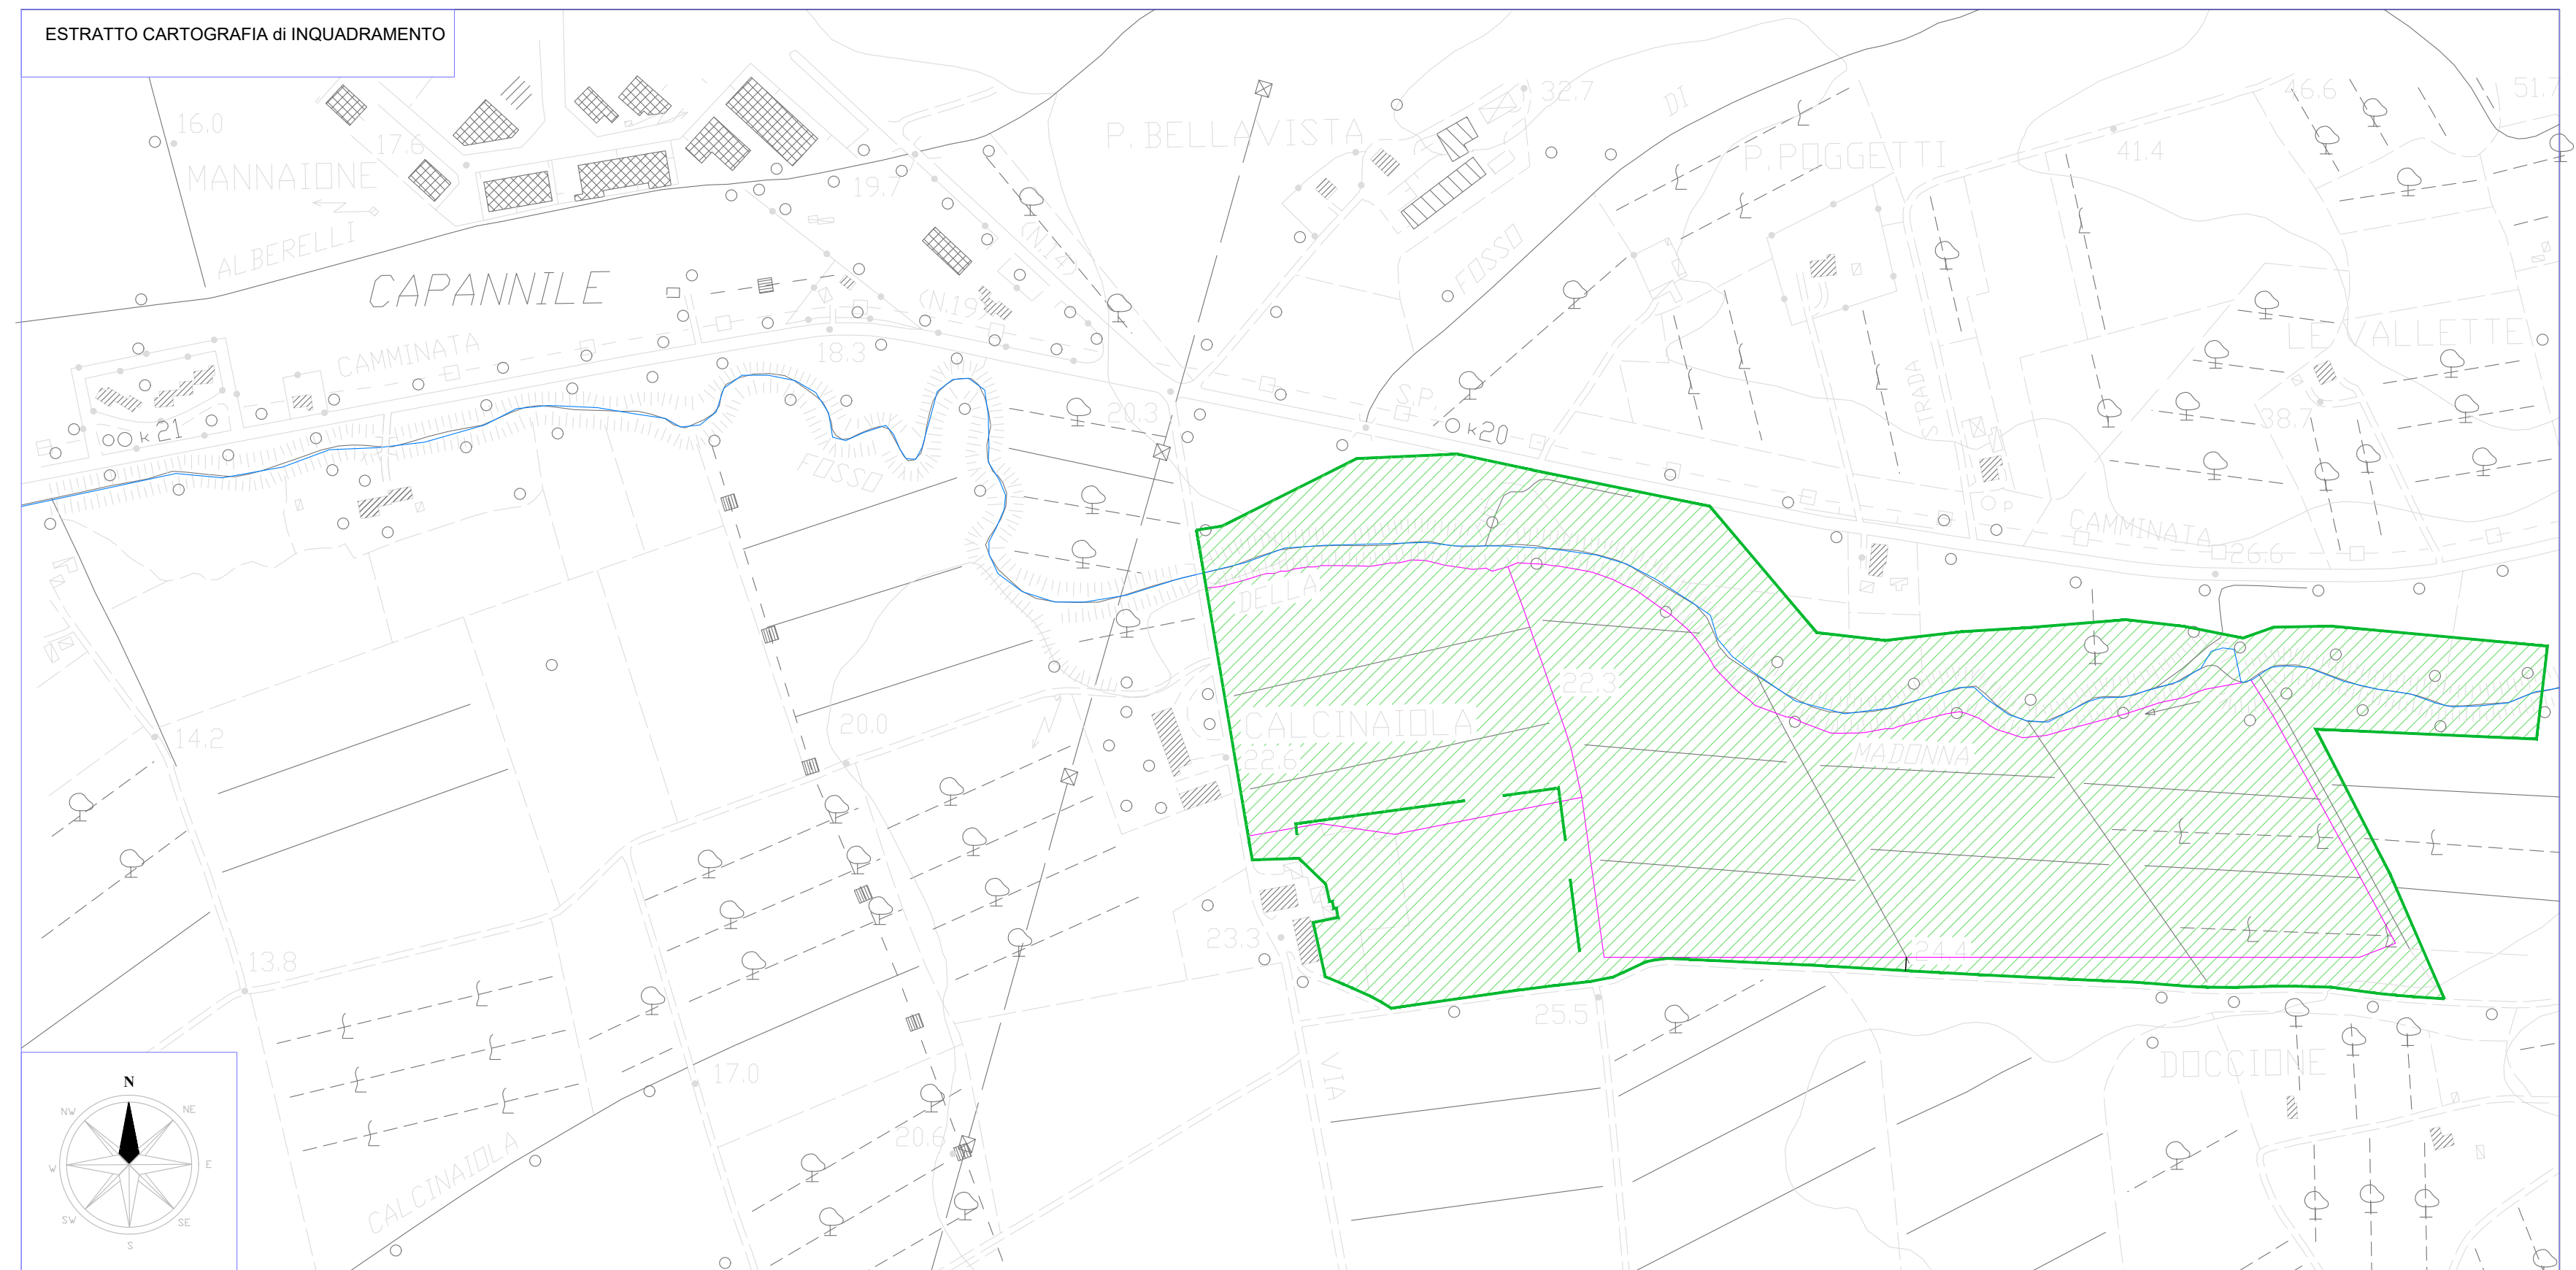 ESTRATTO CARTOGRAFIA di INQUADRAMENTO
16.0
17.6
MANNAIONE
ALBERELLI
CAPANNILE
19.7
(N.4)
(N.19)
CAMMINATA
18.3
k 21
FOSSO
P. BELLAVISTA
32.7
DI
FOSSO
P.POGGETTI
46.6
51.7
41.4
LE VALLETTE
38.7
STRADA
20.3
S.P.
k20
P
CAMMINATA
26.6
DELLA
22.3
CALCINAIOLA
22.6
MADONNA
14.2
20.0
23.3
24.4
13.8
25.5
17.0
VIA
DOCCIONE
20.6
CALCINAIOLA
N
NW
NE
W
E
SW
SE
S